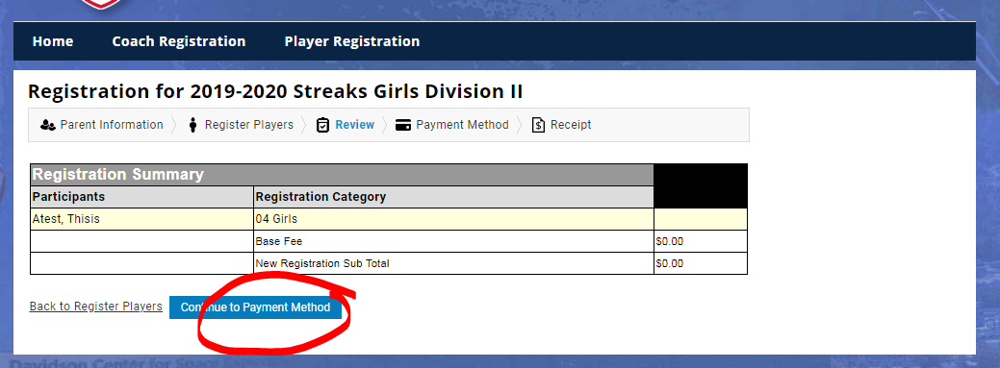 Home Coach Registration Player Registration
Registration for 2019-2020 Streaks Girls Division II
Parent Information Register Players Review Payment Method Receipt
Registration Summary
Participants Registration Category
Atest, Thisis 04 Girls
Base Fee $0.00
New Registration Sub Total $0.00
Back to Register Players Continue to Payment Method
Davidson Center for Space